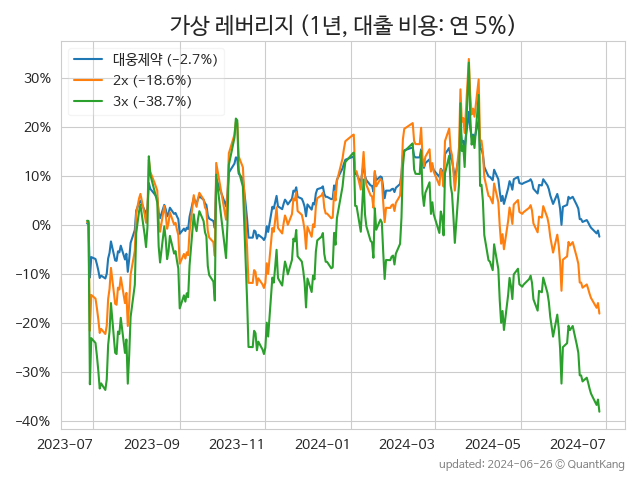 가상 레버리지 (1년, 대출 비용: 연 5%)
대웅제약 (−2.7%)
2x (−18.6%)
3x (−38.7%)
30%
20%
10%
0%
−10%
−20%
−30%
−40%
2023-07 2023-09 2023-11 2024-01 2024-03 2024-05 2024-07
updated: 2024-06-26 ⓒ QuantKang